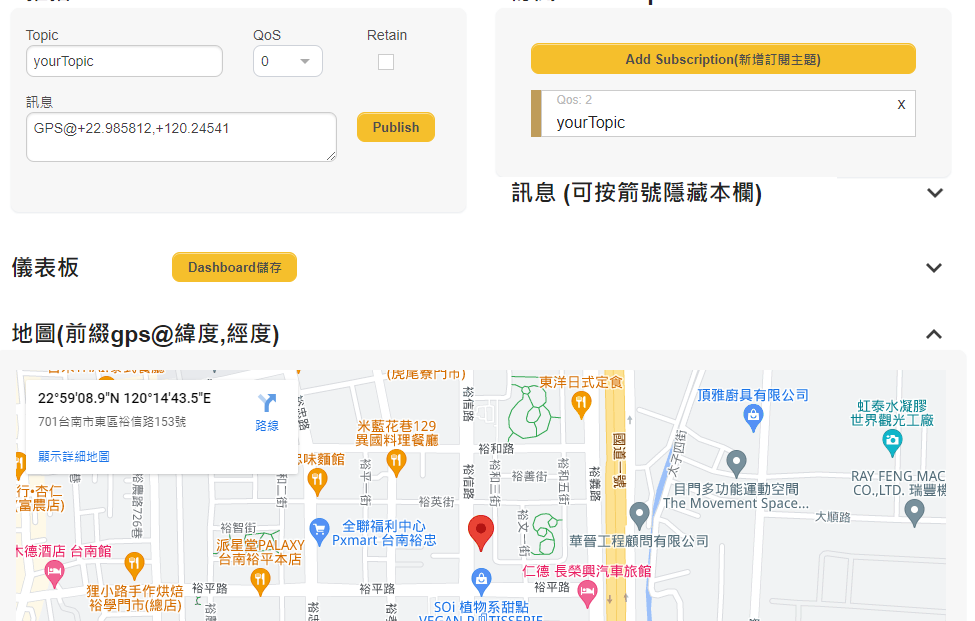 Topic
QoS
Retain
yourTopic
0
訊息
GPS@+22.985812,+120.24541
Publish
Add Subscription(新增訂閱主題)
Qos: 2
X
yourTopic
訊息 (可按箭號隱藏本欄)
儀表板
Dashboard儲存
地圖(前綴gps@緯度,經度)
22°59'08.9"N 120°14'43.5"E
701台南市東區裕信路153號
路線
顯示詳細地圖
(虎尾寮門市)
東洋日式定食
頂雅廚具有限公司
虹泰水凝膠
世界觀光工廠
米藍花巷129
異國料理餐廳
裕信路
裕和路
國道一號
太子四街
味麵館
裕平一街
裕信路
裕和三街
裕善街
裕和五街
裕義路
目門多功能運動空間
The Movement Space...
RAY FENG MAC
CO.,LTD. 瑞豐機
行•杏仁
富農店)
裕農路726巷
和二街
裕英街
大順路
裕智街
全聯福利中心
Pxmart 台南裕忠
裕文一街
華晉工程顧問有限公司
派星堂PALAXY
台南裕平本店
木德酒店 台南館
仁德 長榮興汽車旅館
狸小路手作烘焙
裕學門市(總店)
裕平路
裕平路
裕平路
SOi 植物系甜點